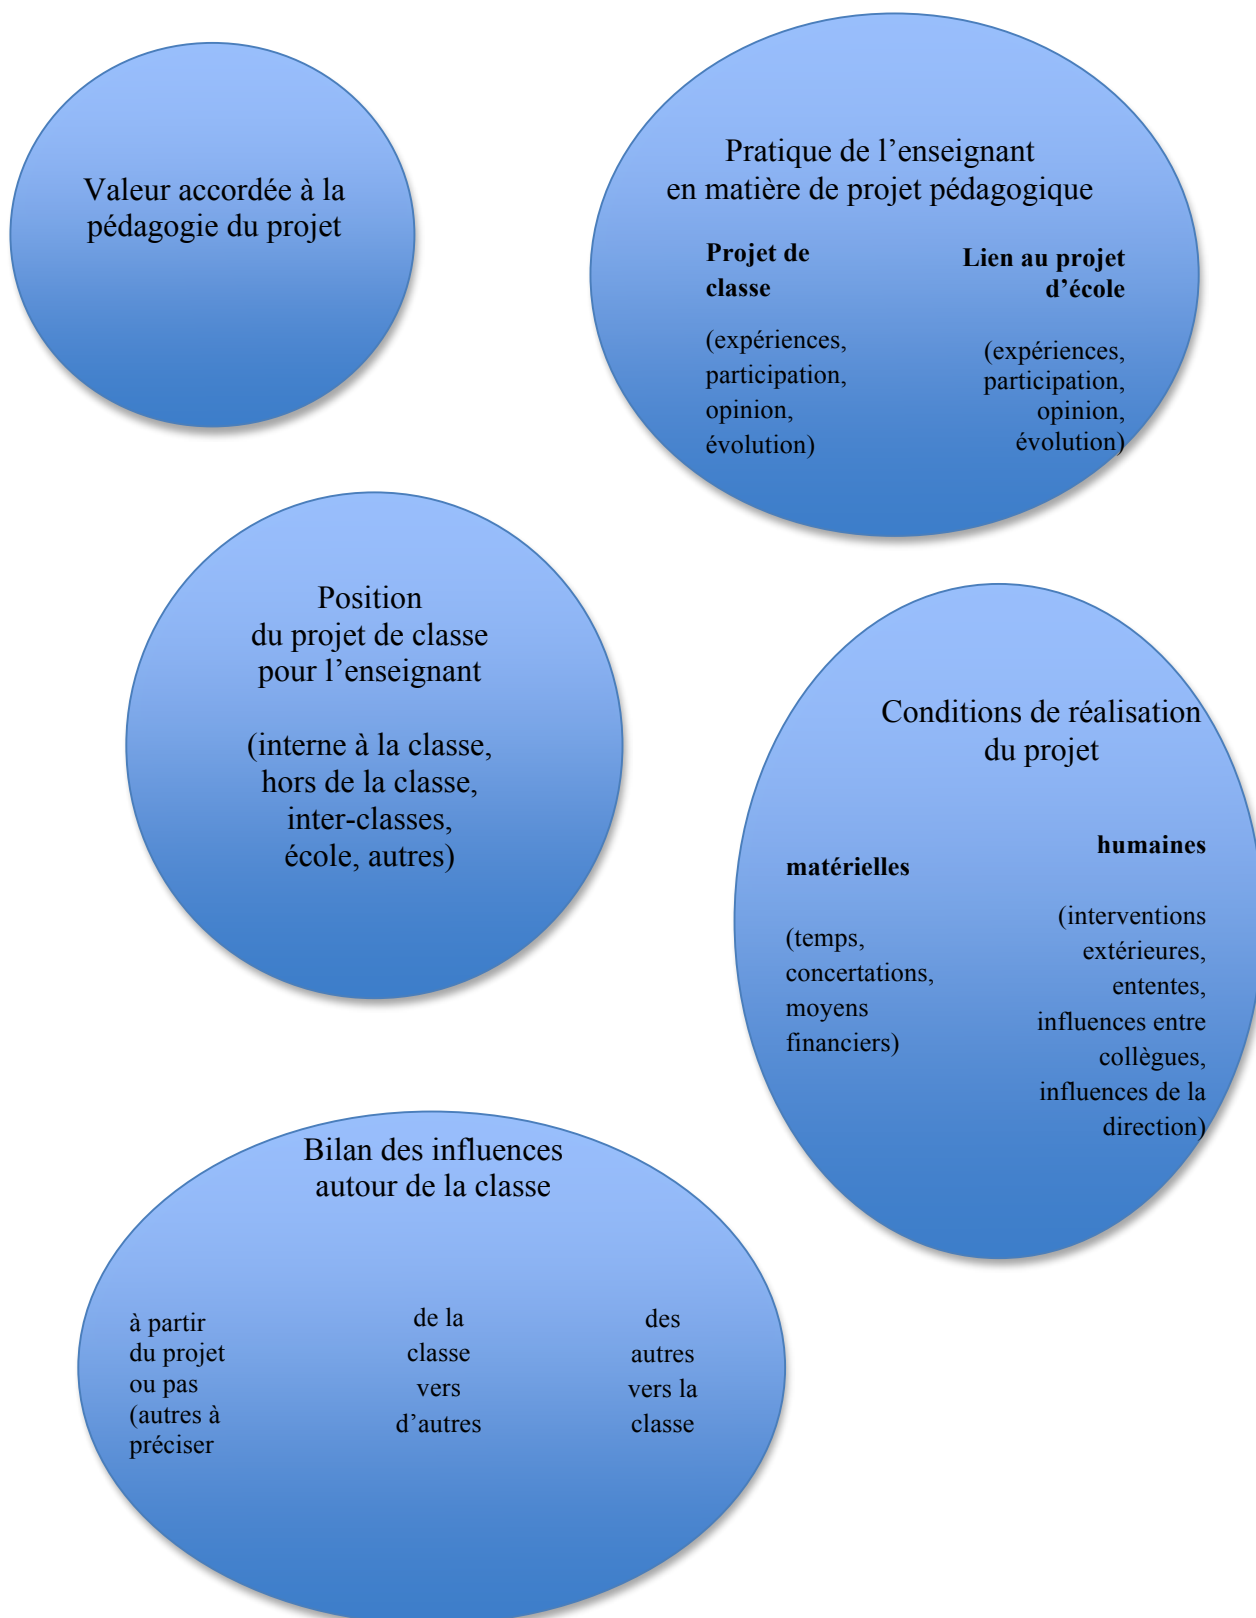 Valeur accordée à la
pédagogie du projet
Pratique de l’enseignant
en matière de projet pédagogique
Projet de
classe
(expériences,
participation,
opinion,
évolution)
Lien au projet
d’école
(expériences,
participation,
opinion,
évolution)
Position
du projet de classe
pour l’enseignant
(interne à la classe,
hors de la classe,
inter-classes,
école, autres)
Conditions de réalisation
du projet
matérielles
(temps,
concertations,
moyens
financiers)
humaines
(interventions
extérieures,
ententes,
influences entre
collègues,
influences de la
direction)
Bilan des influences
autour de la classe
à partir
du projet
ou pas
(autres à
préciser
de la
classe
vers
d’autres
des
autres
vers la
classe